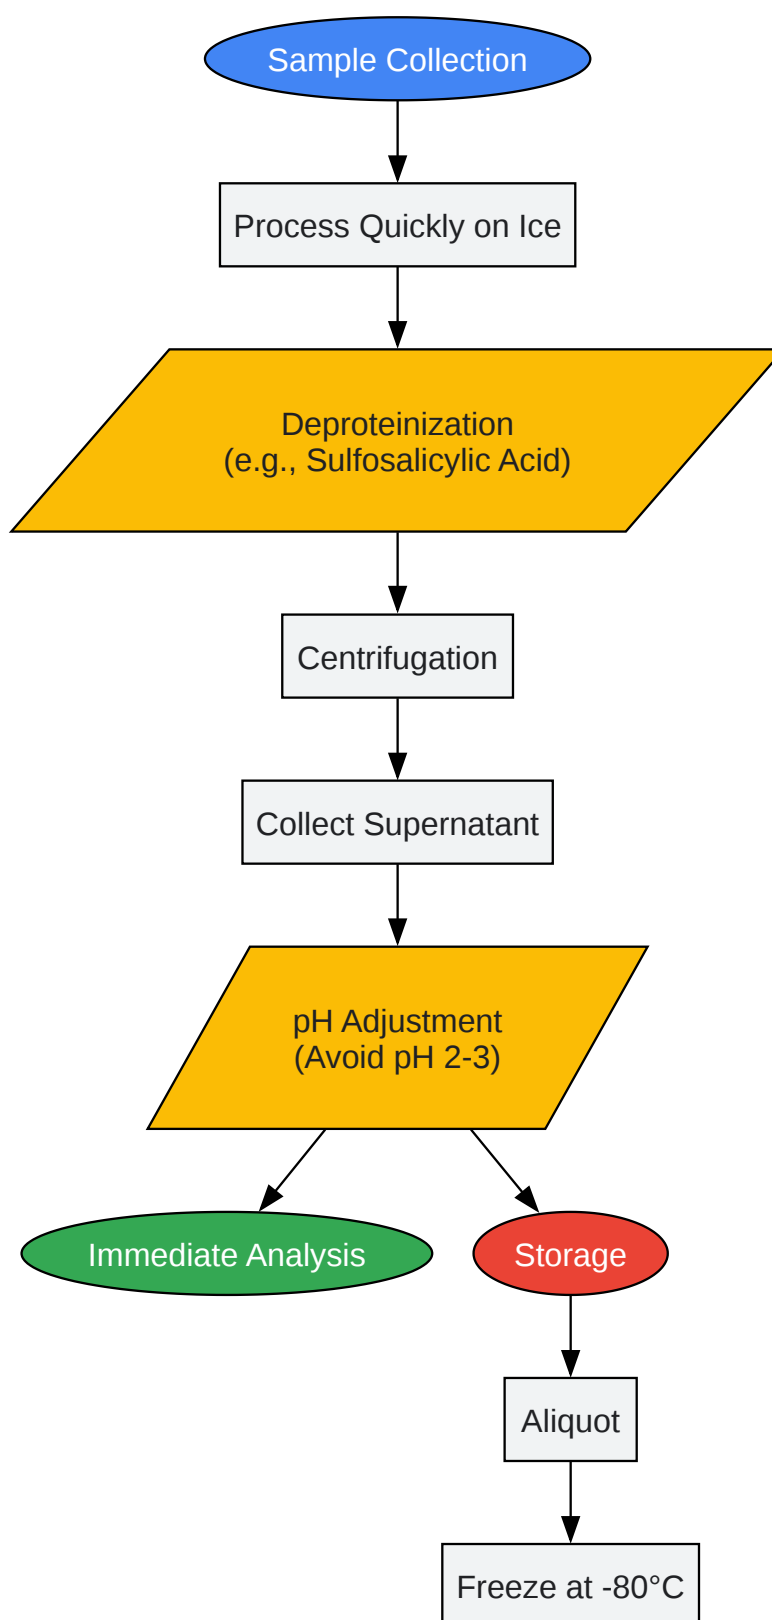 Sample Collection
Process Quickly on Ice
Deproteinization
(e.g., Sulfosalicylic Acid)
Centrifugation
Collect Supernatant
pH Adjustment
(Avoid pH 2-3)
Immediate Analysis
Storage
Aliquot
Freeze at -80°C